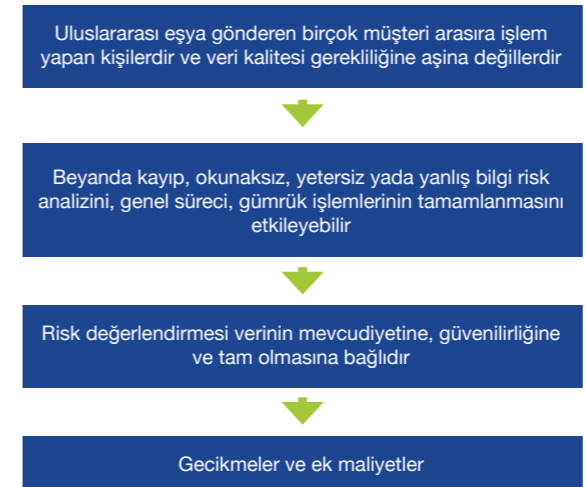 Uluslararası eşya gönderen birçok müşteri arasıra işlem
yapan kişilerdir ve veri kalitesi gerekliliğine aşina değillerdir
Beyanda kayıp, okunaksız, yetersiz yada yanlış bilgi risk
analizini, genel süreci, gümrük işlemlerinin tamamlanmasını
etkileyebilir
Risk değerlendirmesi verinin mevcudiyetine, güvenilirliğine
ve tam olmasına bağlıdır
Gecikmeler ve ek maliyetler